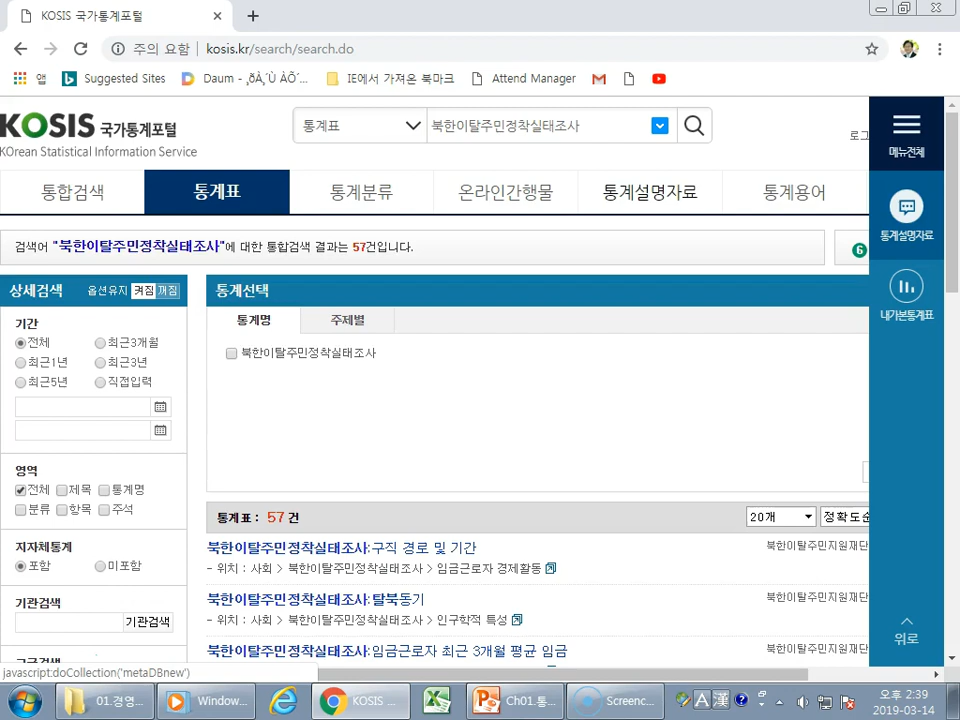 KOSIS 국가통계포털
주의 요함 | kosis.kr/search/search.do
앱 Suggested Sites Daum - ¸ðÀ¸´Ù ÀÕ´... IE에서 가져온 북마크 Attend Manager
KOSIS 국가통계포털
KOrean Statistical Information Service
통계표 북한이탈주민정착실태조사
로그
메뉴전체
통합검색 통계표 통계분류 온라인간행물 통계설명자료 통계용어
통계설명자료
검색어 "북한이탈주민정착실태조사"에 대한 통합검색 결과는 57건입니다.
6
상세검색 옵션유지 켜짐 꺼짐
통계선택
내가본통계표
기간
통계명 주제별
전체 최근3개월
최근1년 최근3년
최근5년 직접입력
북한이탈주민정착실태조사
영역
전체 제목 통계명
분류 항목 주석
통계표 : 57 건
20개 정확도순
지자체통계
포함 미포함
북한이탈주민정착실태조사:구직 경로 및 기간 북한이탈주민지원재단
- 위치 : 사회 > 북한이탈주민정착실태조사 > 임금근로자 경제활동
기관검색
기관검색
북한이탈주민정착실태조사:탈북동기 북한이탈주민지원재단
- 위치 : 사회 > 북한이탈주민정착실태조사 > 인구학적 특성
북한이탈주민정착실태조사:임금근로자 최근 3개월 평균 임금 북한이탈주민지원재단
위로
javascript:doCollection('metaDBnew')
01.경영... Window... KOSIS ... Ch01.통... Screenc...
A 漢
오후 2:39
2019-03-14